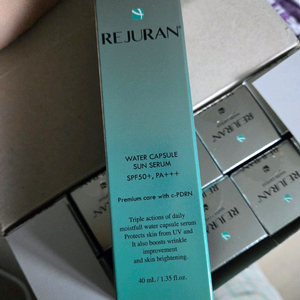 REJURAN®
WATER CAPSULE
SUN SERUM
SPF50+, PA+++
Premium care with c-PDRN
Triple actions of daily
moistfull water capsule serum
Protects skin from UV and
It also boosts wrinkle
improvement
and skin brightening.
40 mL / 1.35 fl.oz.
REJURAN
REJURAN
REJURAN